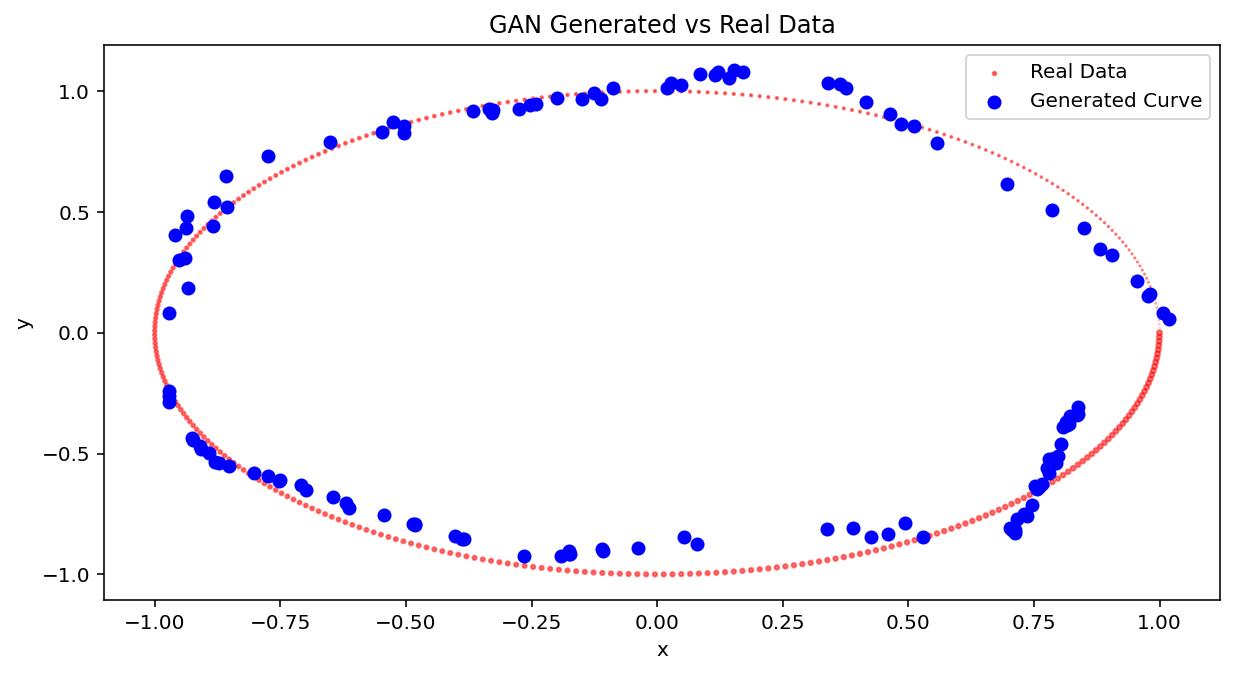 GAN Generated vs Real Data
Real Data
Generated Curve
1.0
0.5
0.0
−0.5
−1.0
y
−1.00 −0.75 −0.50 −0.25 0.00 0.25 0.50 0.75 1.00
x